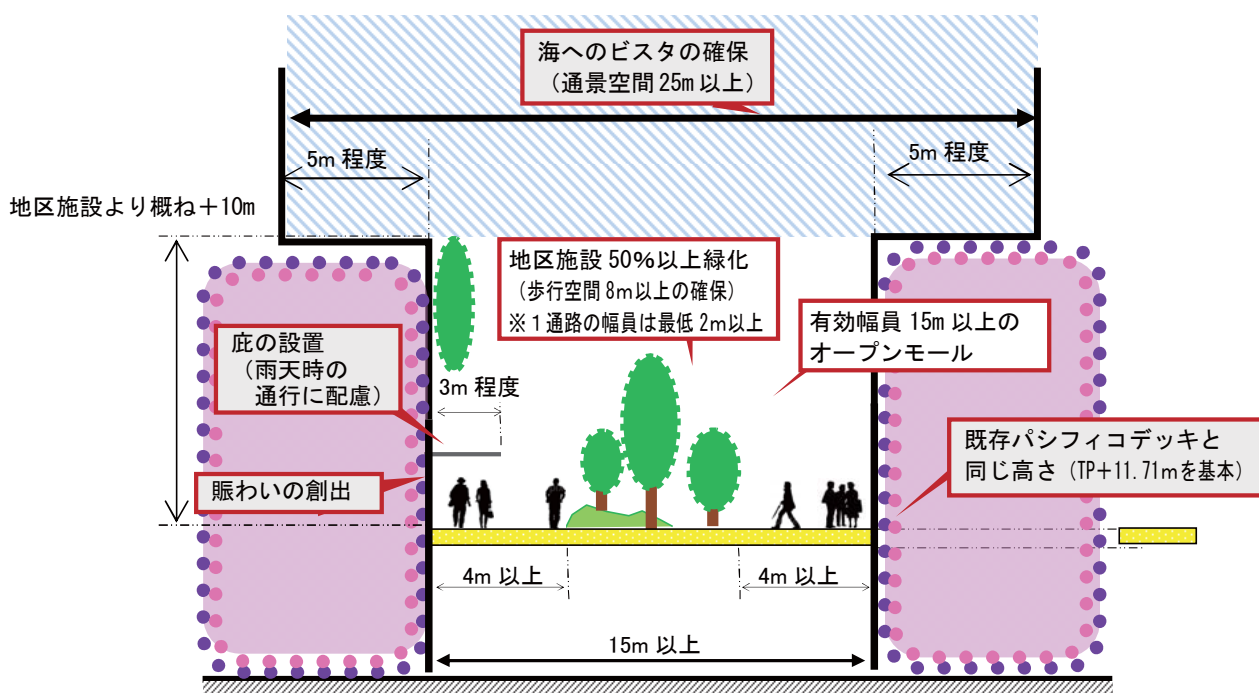 海へのビスタの確保
（通景空間25m以上）
5m 程度
5m 程度
地区施設より概ね＋10m
地区施設 50%以上緑化
（歩行空間 8m以上の確保）
※１通路の幅員は最低 2m以上
有効幅員 15m 以上の
オープンモール
庇の設置
（雨天時の
通行に配慮）
3m 程度
既存パシフィコデッキと
同じ高さ（TP＋11.71mを基本）
賑わいの創出
4m 以上
4m 以上
15m 以上